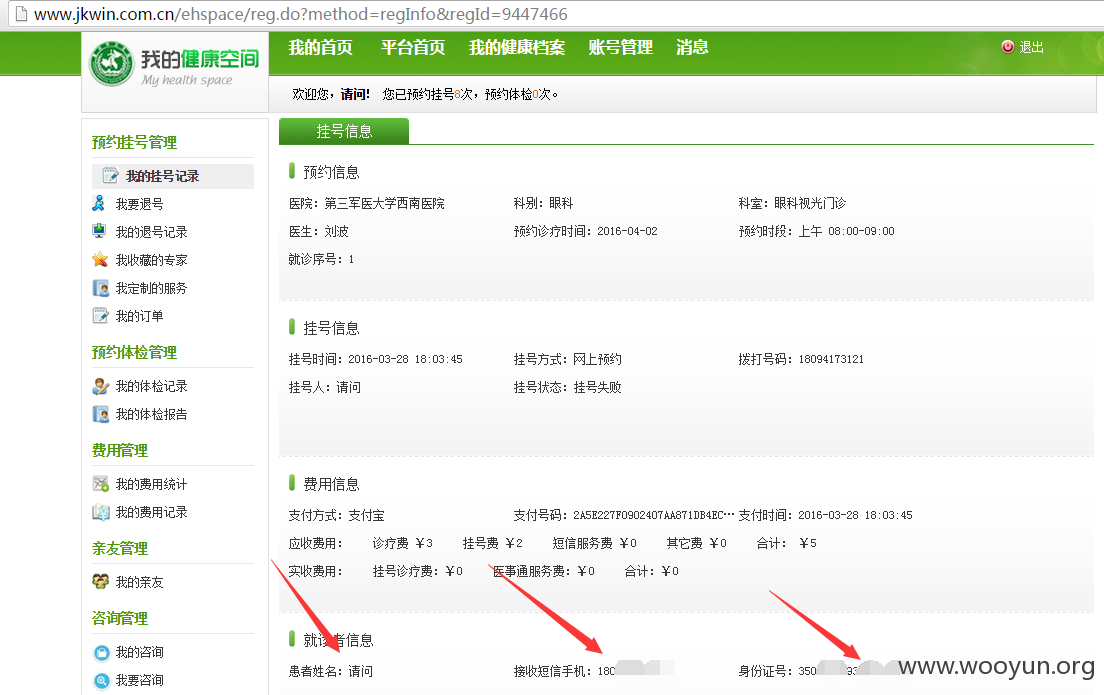 www.jkwin.com.cn/ehspace/reg.do?method=regInfo&regId=9447466
我的健康空间
My health space
我的首页 平台首页 我的健康档案 账号管理 消息
退出
欢迎您，请问! 您已预约挂号8次，预约体检0次。
预约挂号管理
我的挂号记录
我要退号
我的退号记录
我收藏的专家
我定制的服务
我的订单
预约体检管理
我的体检记录
我的体检报告
费用管理
我的费用统计
我的费用记录
亲友管理
我的亲友
咨询管理
我的咨询
我要咨询
挂号信息
预约信息
医院：第三军医大学西南医院 科别：眼科 科室：眼科视光门诊
医生：刘波 预约诊疗时间：2016-04-02 预约时段：上午 08:00-09:00
就诊序号：1
挂号信息
挂号时间：2016-03-28 18:03:45 挂号方式：网上预约 拨打号码：18094173121
挂号人：请问 挂号状态：挂号失败
费用信息
支付方式：支付宝 支付号码：2A5E227F0902407AA871DB4EC… 支付时间：2016-03-28 18:03:45
应收费用： 诊疗费 ￥3 挂号费 ￥2 短信服务费 ￥0 其它费 ￥0 合计： ￥5
实收费用： 挂号诊疗费：￥0 医事通服务费：￥0 合计：￥0
就诊者信息
患者姓名：请问 接收短信手机：180 身份证号：350 93
www.wooyun.org